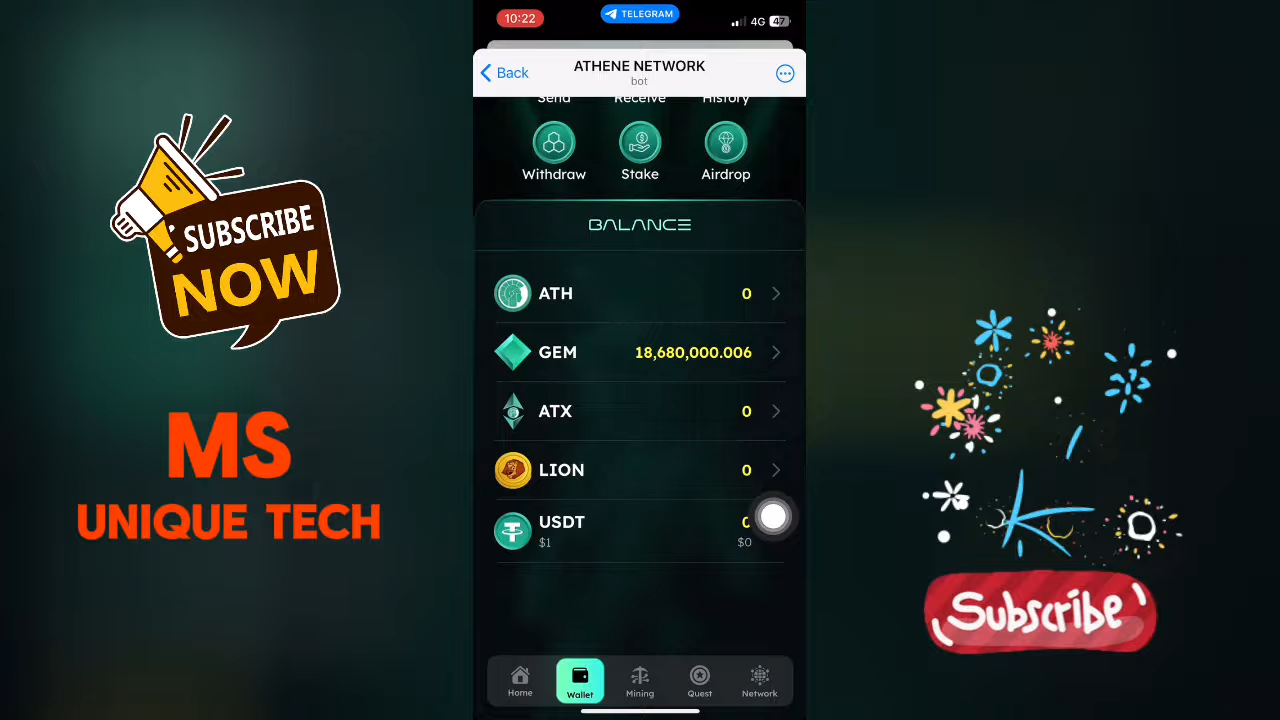 10:22
TELEGRAM
4G 47
Back
ATHENE NETWORK
bot
Send Receive History
Withdraw Stake Airdrop
BALANCE
ATH 0
GEM 18,680,000.006
ATX 0
LION 0
USDT 0
$1 $0
Home Wallet Mining Quest Network
SUBSCRIBE
NOW
MS
UNIQUE TECH
Subscribe